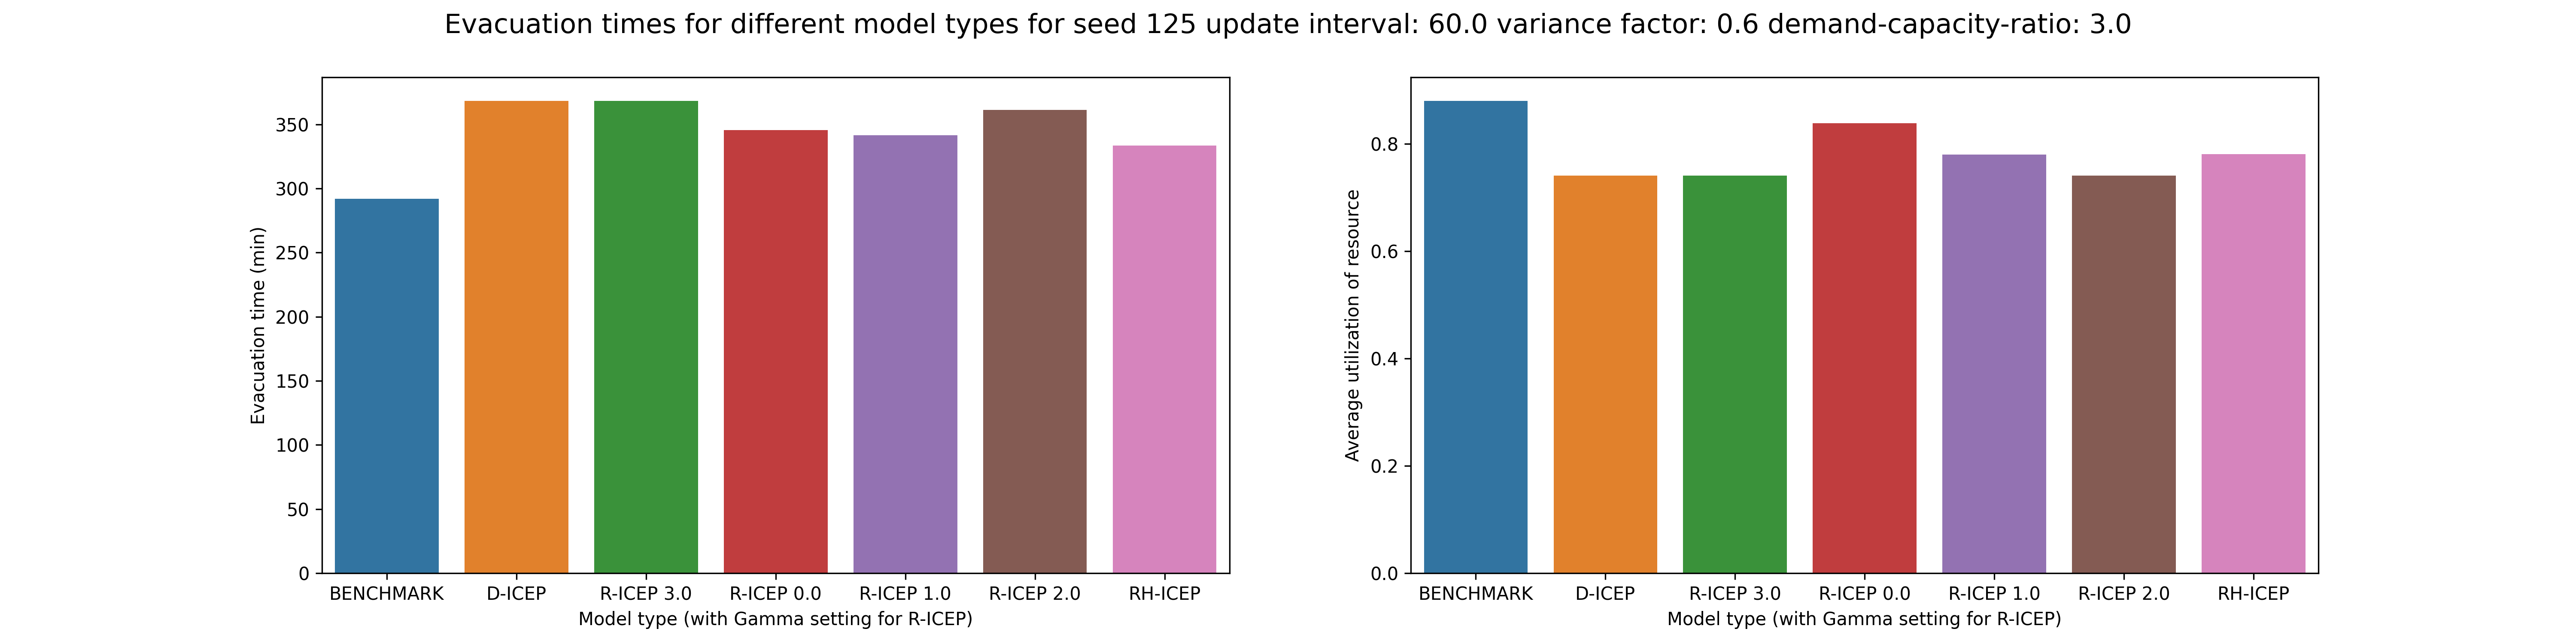 Evacuation times for different model types for seed 125 update interval: 60.0 variance factor: 0.6 demand-capacity-ratio: 3.0
Evacuation time (min)
350
300
250
200
150
100
50
0
BENCHMARK D-ICEP R-ICEP 3.0 R-ICEP 0.0 R-ICEP 1.0 R-ICEP 2.0 RH-ICEP
Model type (with Gamma setting for R-ICEP)
Average utilization of resource
0.8
0.6
0.4
0.2
0.0
BENCHMARK D-ICEP R-ICEP 3.0 R-ICEP 0.0 R-ICEP 1.0 R-ICEP 2.0 RH-ICEP
Model type (with Gamma setting for R-ICEP)